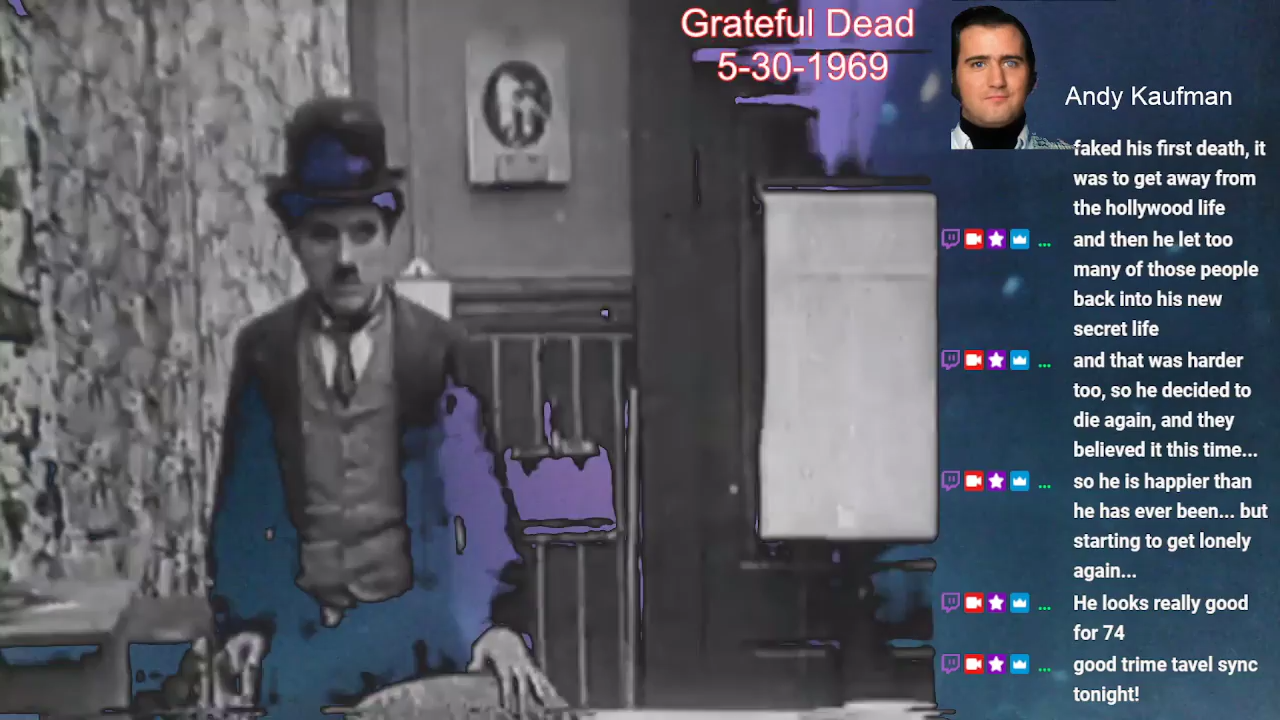 Grateful Dead
5-30-1969
Andy Kaufman
faked his first death, it
was to get away from
the hollywood life
... and then he let too
many of those people
back into his new
secret life
... and that was harder
too, so he decided to
die again, and they
believed it this time...
... so he is happier than
he has ever been... but
starting to get lonely
again...
... He looks really good
for 74
... good trime tavel sync
tonight!